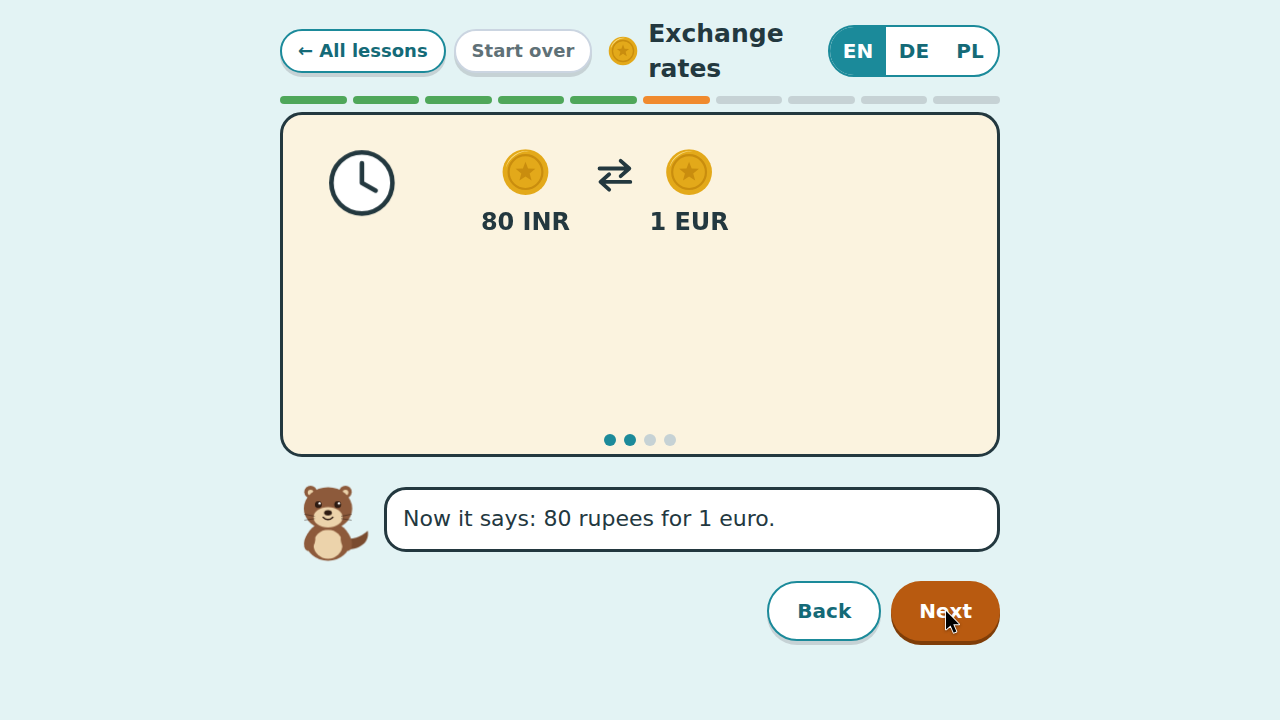 ← All lessons
Start over
Exchange
rates
EN
DE
PL
80 INR
1 EUR
Now it says: 80 rupees for 1 euro.
Back
Next